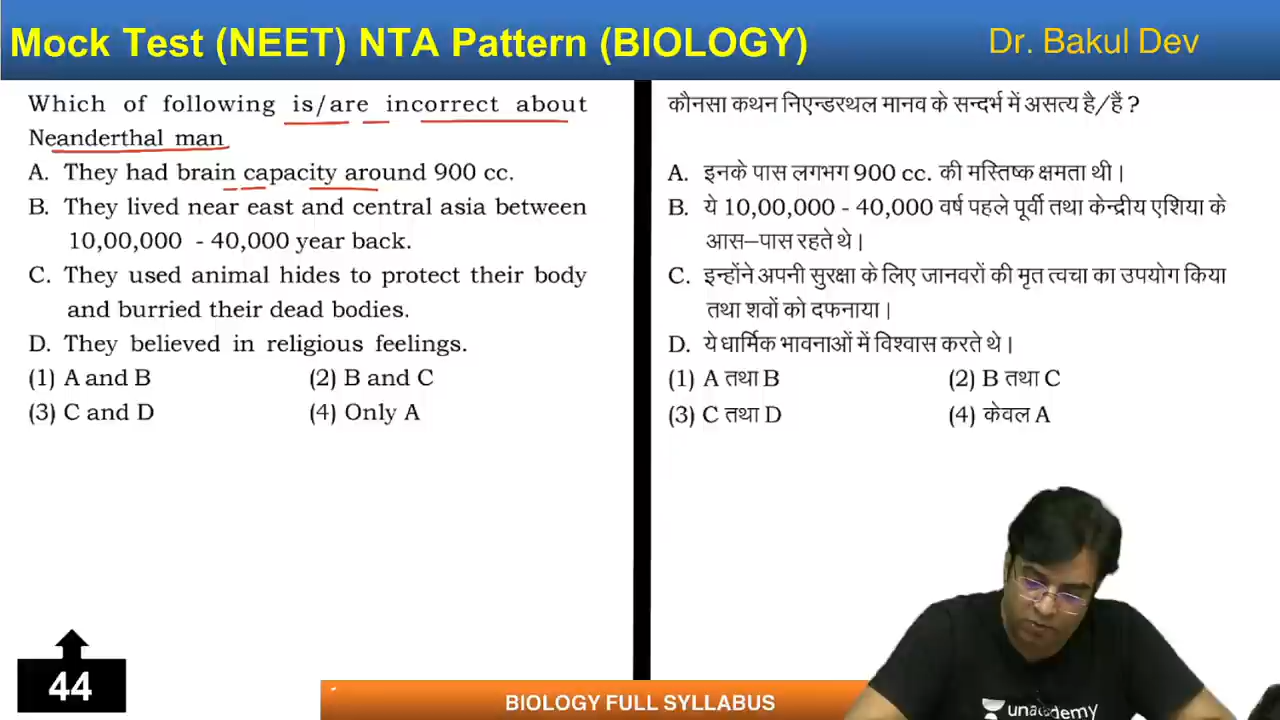 Mock Test (NEET) NTA Pattern (BIOLOGY)
Dr. Bakul Dev
Which of following is/are incorrect about
Neanderthal man
A. They had brain capacity around 900 cc.
B. They lived near east and central asia between
10,00,000 - 40,000 year back.
C. They used animal hides to protect their body
and burried their dead bodies.
D. They believed in religious feelings.
(1) A and B (2) B and C
(3) C and D (4) Only A
कौनसा कथन निएन्डरथल मानव के सन्दर्भ में असत्य है/हैं ?
A. इनके पास लगभग 900 cc. की मस्तिष्क क्षमता थी।
B. ये 10,00,000 - 40,000 वर्ष पहले पूर्वी तथा केन्द्रीय एशिया के
आस–पास रहते थे।
C. इन्होंने अपनी सुरक्षा के लिए जानवरों की मृत त्वचा का उपयोग किया
तथा शवों को दफनाया।
D. ये धार्मिक भावनाओं में विश्वास करते थे।
(1) A तथा B (2) B तथा C
(3) C तथा D (4) केवल A
44
BIOLOGY FULL SYLLABUS
unacademy